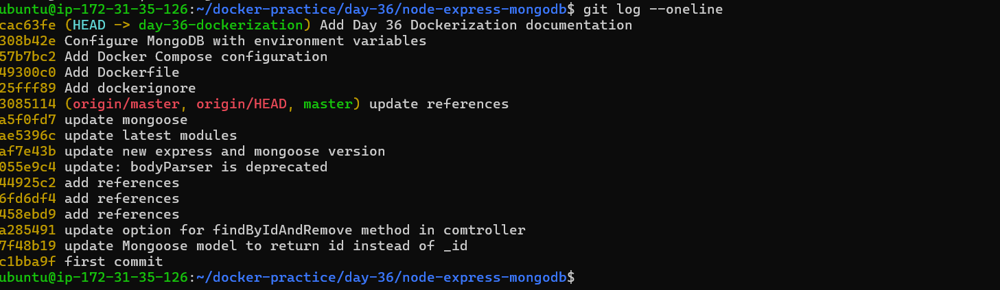 ubuntu@ip-172-31-35-126:~/docker-practice/day-36/node-express-mongodb$ git log --oneline
cac63fe (HEAD -> day-36-dockerization) Add Day 36 Dockerization documentation
308b42e Configure MongoDB with environment variables
57b7bc2 Add Docker Compose configuration
49300c0 Add Dockerfile
25fff89 Add dockerignore
3085114 (origin/master, origin/HEAD, master) update references
a5f0fd7 update mongoose
ae5396c update latest modules
af7e43b update new express and mongoose version
055e9c4 update: bodyParser is deprecated
44925c2 add references
6fd6df4 add references
458ebd9 add references
a285491 update option for findByIdAndRemove method in comtroller
7f48b19 update Mongoose model to return id instead of _id
c1bba9f first commit
ubuntu@ip-172-31-35-126:~/docker-practice/day-36/node-express-mongodb$